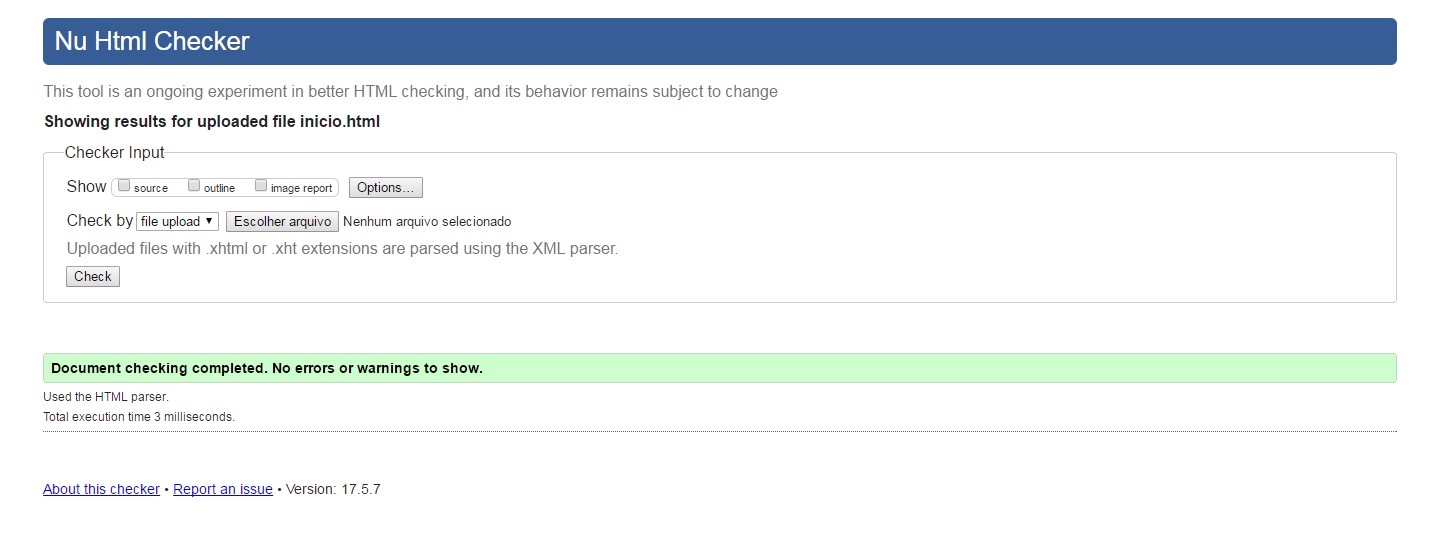 Nu Html Checker
This tool is an ongoing experiment in better HTML checking, and its behavior remains subject to change
Showing results for uploaded file inicio.html
Checker Input
Show source outline image report Options...
Check by file upload Escolher arquivo Nenhum arquivo selecionado
Uploaded files with .xhtml or .xht extensions are parsed using the XML parser.
Check
Document checking completed. No errors or warnings to show.
Used the HTML parser.
Total execution time 3 milliseconds.
About this checker • Report an issue • Version: 17.5.7